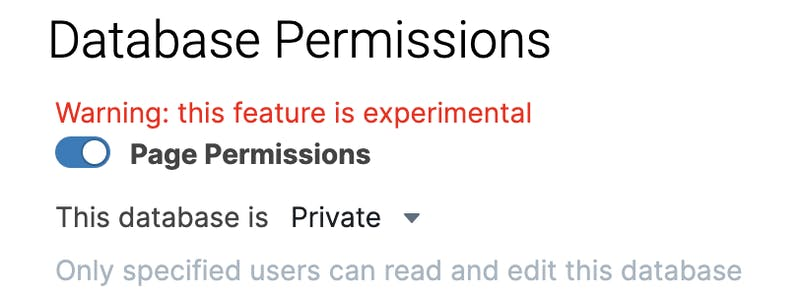 Database Permissions
Warning: this feature is experimental
Page Permissions
This database is Private
Only specified users can read and edit this database